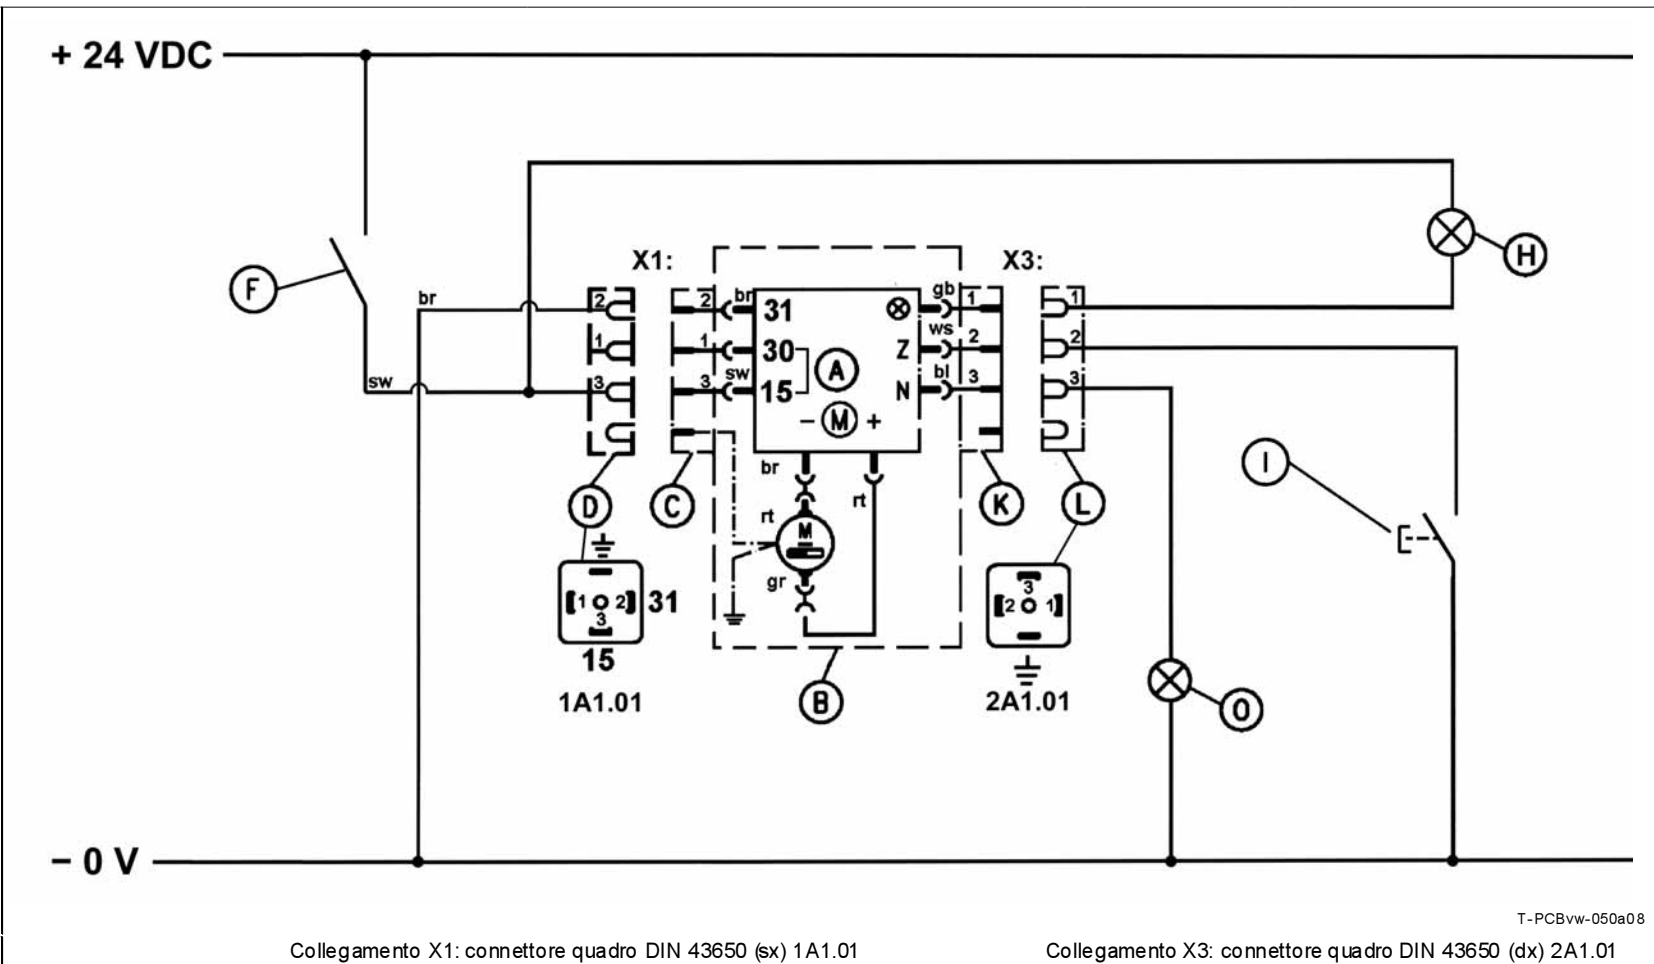 + 24 VDC
F
H
X1:
X3:
br
2
2
br
31
gb
1
1
1
1
30
A
Z
ws
2
2
sw
3
3
sw
15
N
bl
3
3
– M +
I
D
C
br
rt
K
L
rt
M
gr
1 2
3
31
15
1A1.01
3
2 1
2A1.01
B
O
– 0 V
T-PCBvw-050a08
Collegamento X1: connettore quadro DIN 43650 (sx) 1A1.01
Collegamento X3: connettore quadro DIN 43650 (dx) 2A1.01